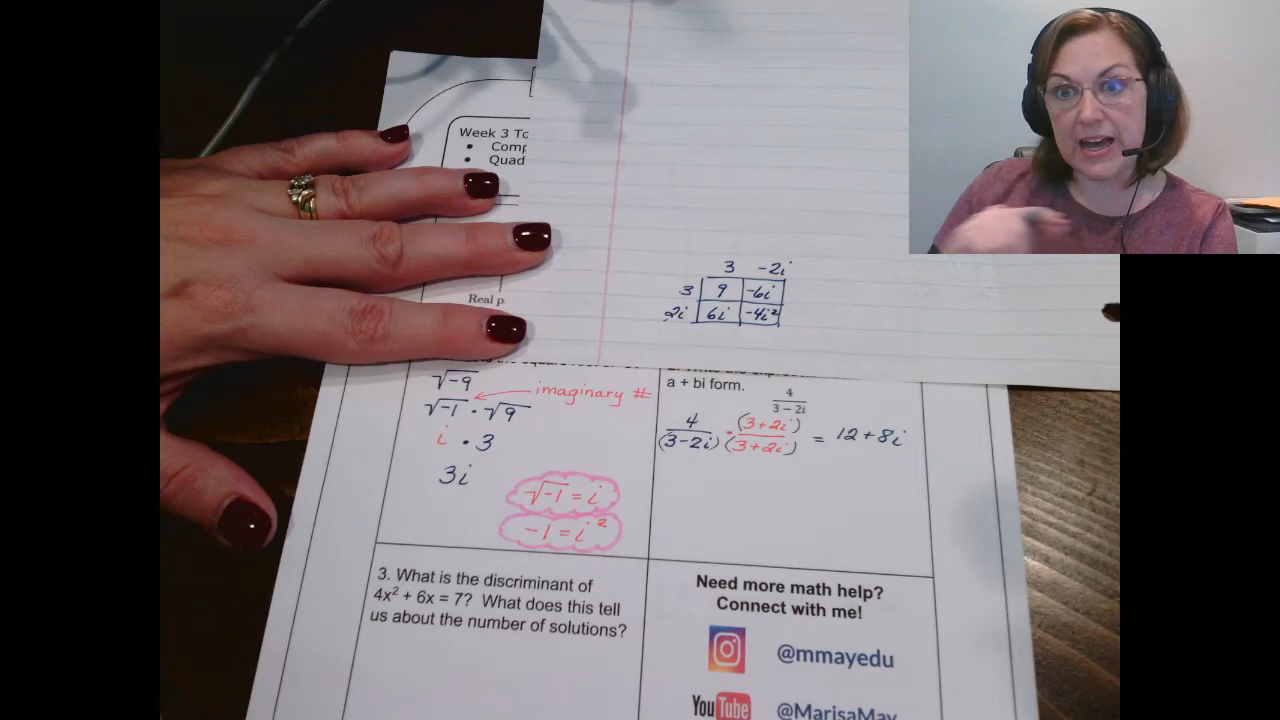 Week 3 To
• Comp
• Quad
Real p
3 -2i
3 9 -6i
2i 6i -4i²
√-9
imaginary #
√-1 · √9
i · 3
3i
√-1 = i
-1 = i²
a + bi form.
4
3 - 2i
4 (3+2i)
(3-2i) · (3+2i) = 12 + 8i
3. What is the discriminant of
4x² + 6x = 7? What does this tell
us about the number of solutions?
Need more math help?
Connect with me!
@mmayedu
YouTube @MarisaMay